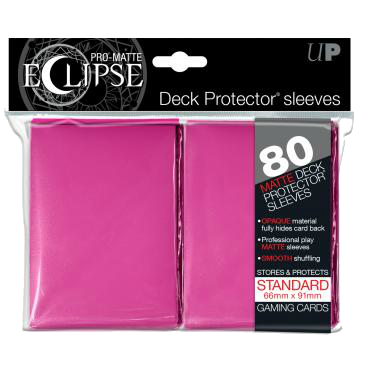 PRO-MATTE
ECLIPSE
UP
Deck Protector® sleeves
80
MATTE DECK
PROTECTOR
SLEEVES
•OPAQUE material
fully hides card back
•Professional play
MATTE sleeves
•SMOOTH shuffling
STORES & PROTECTS
STANDARD
66mm x 91mm
GAMING CARDS